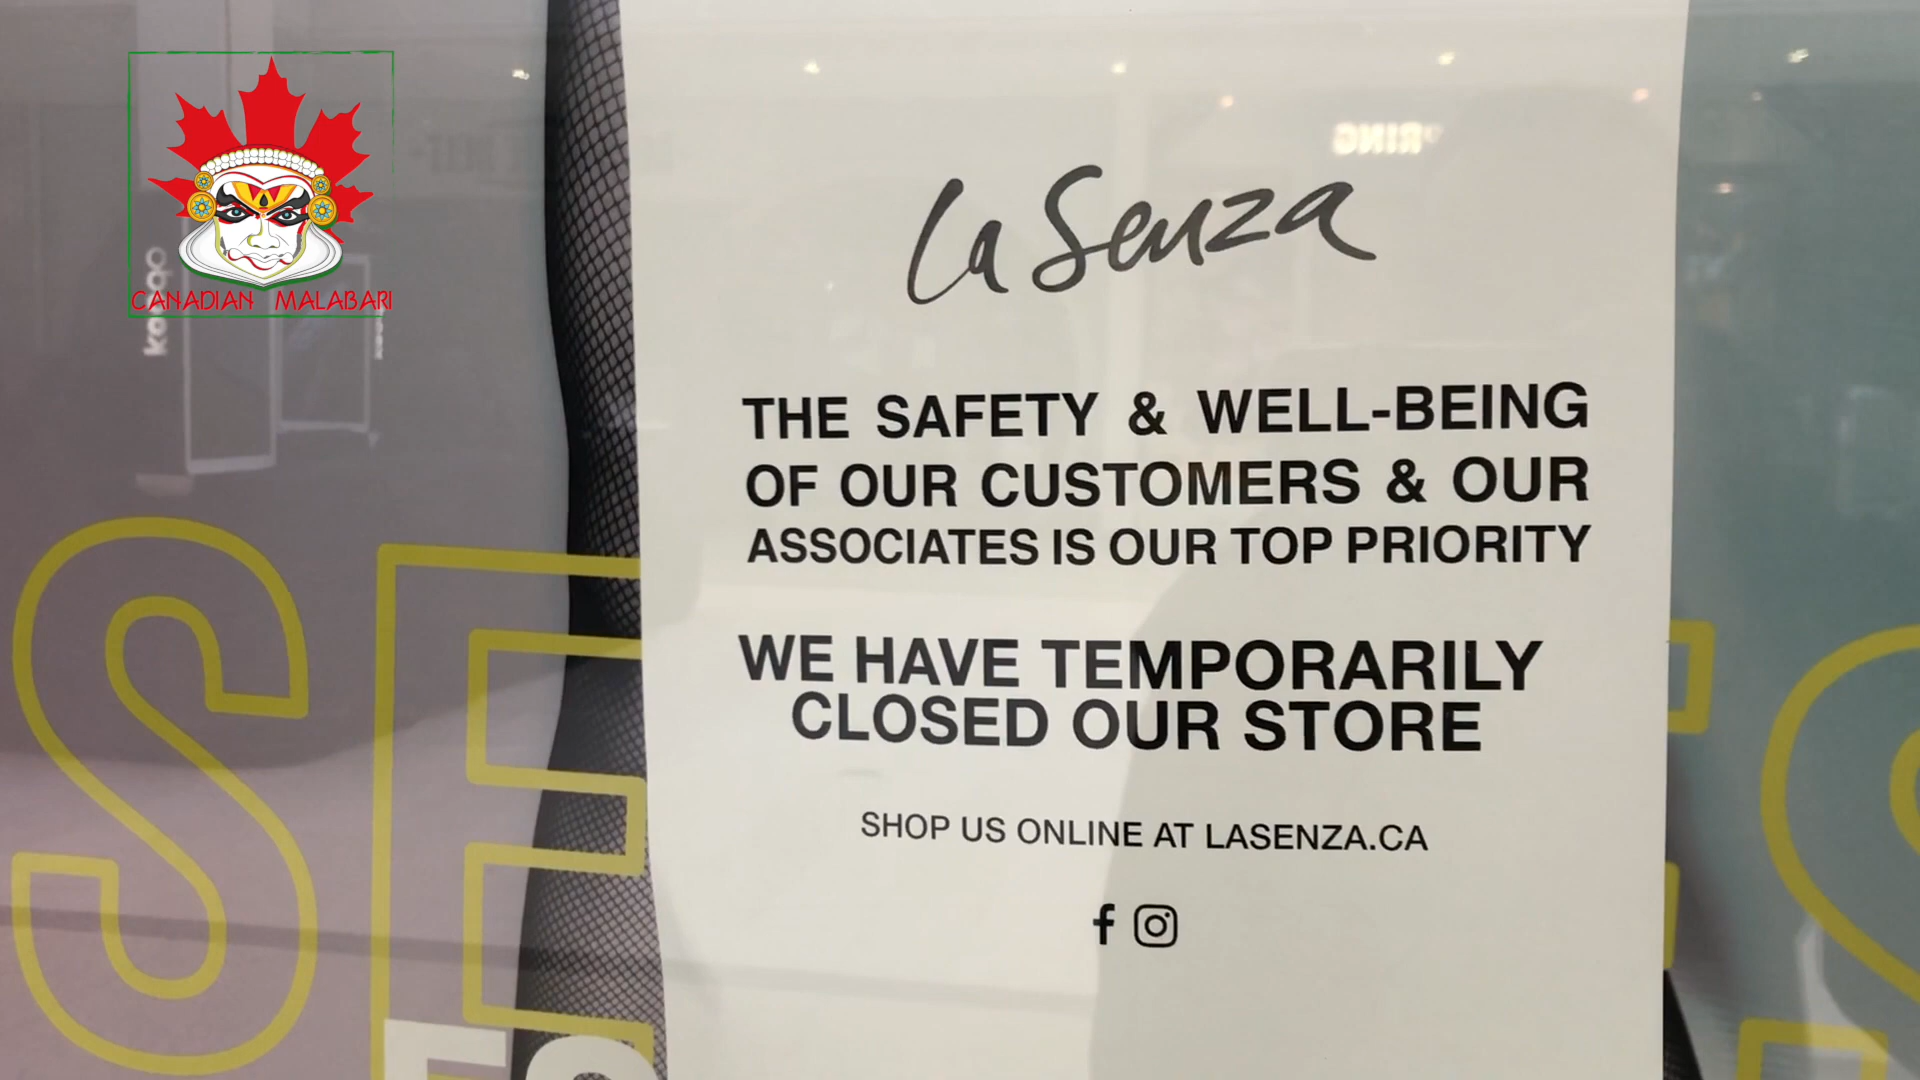 CANADIAN MALABARI
La Senza
THE SAFETY & WELL-BEING
OF OUR CUSTOMERS & OUR
ASSOCIATES IS OUR TOP PRIORITY
WE HAVE TEMPORARILY
CLOSED OUR STORE
SHOP US ONLINE AT LASENZA.CA
SE